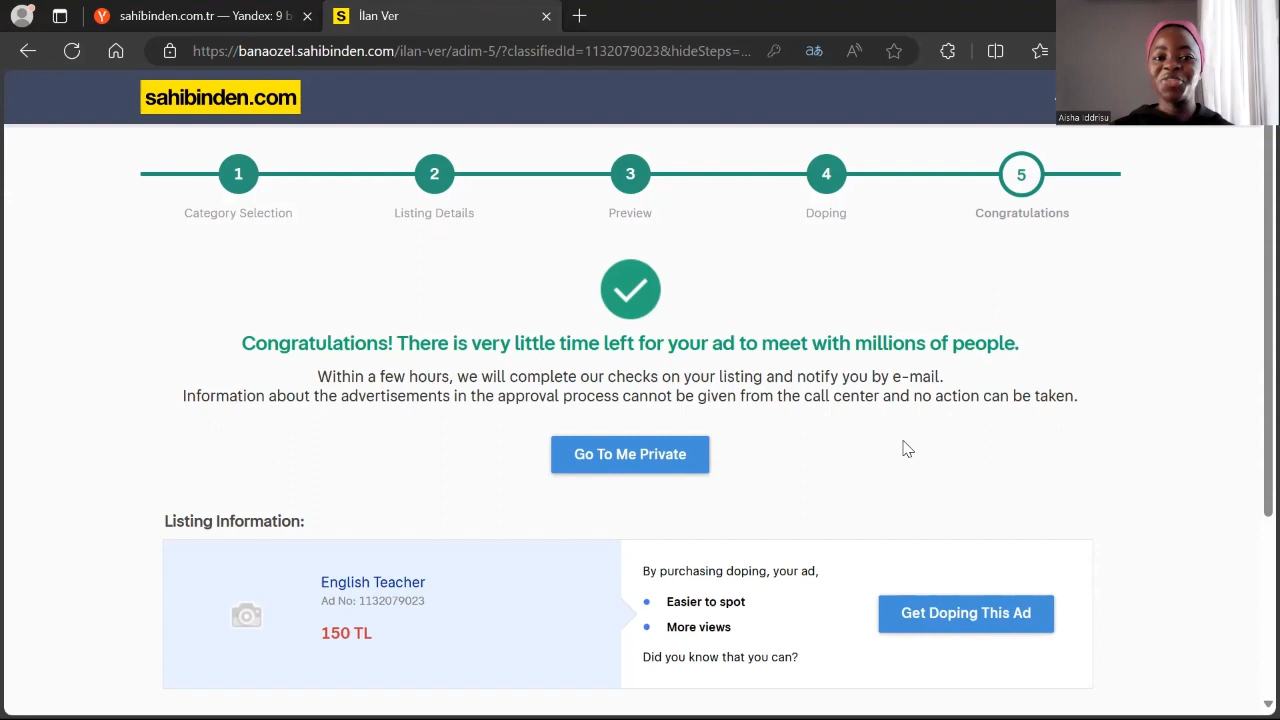 sahibinden.com.tr — Yandex: 9 b
İlan Ver
https://banaozel.sahibinden.com/ilan-ver/adim-5/?classifiedId=1132079023&hideSteps=...
aあ
Aisha Iddrisu
sahibinden.com
1 2 3 4 5
Category Selection Listing Details Preview Doping Congratulations
Congratulations! There is very little time left for your ad to meet with millions of people.
Within a few hours, we will complete our checks on your listing and notify you by e-mail.
Information about the advertisements in the approval process cannot be given from the call center and no action can be taken.
Go To Me Private
Listing Information:
English Teacher
Ad No: 1132079023
150 TL
By purchasing doping, your ad,
Easier to spot
More views
Did you know that you can?
Get Doping This Ad